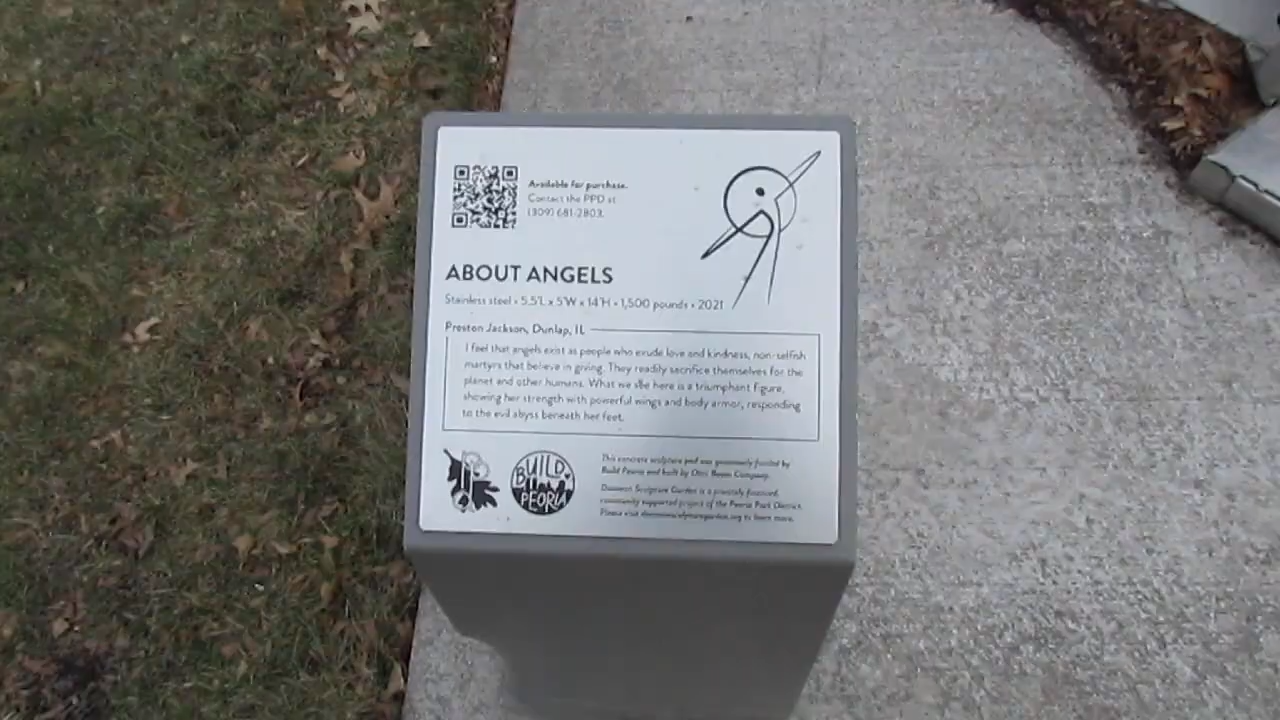 Available for purchase.
Contact the PPD at
(309) 681-2803.
ABOUT ANGELS
Stainless steel • 5.5'L x 5'W x 14'H • 1,500 pounds • 2021
Preston Jackson, Dunlap, IL
I feel that angels exist as people who exude love and kindness, non-selfish
martyrs that believe in giving. They readily sacrifice themselves for the
planet and other humans. What we see here is a triumphant figure,
showing her strength with powerful wings and body armor, responding
to the evil abyss beneath her feet.
BUILD
PEORIA
This concrete sculpture pad was generously funded by
Build Peoria and built by Otto Baum Company.
Sculpture Garden is a privately financed,
community supported project of the Peoria Park District.
Please visit to learn more.